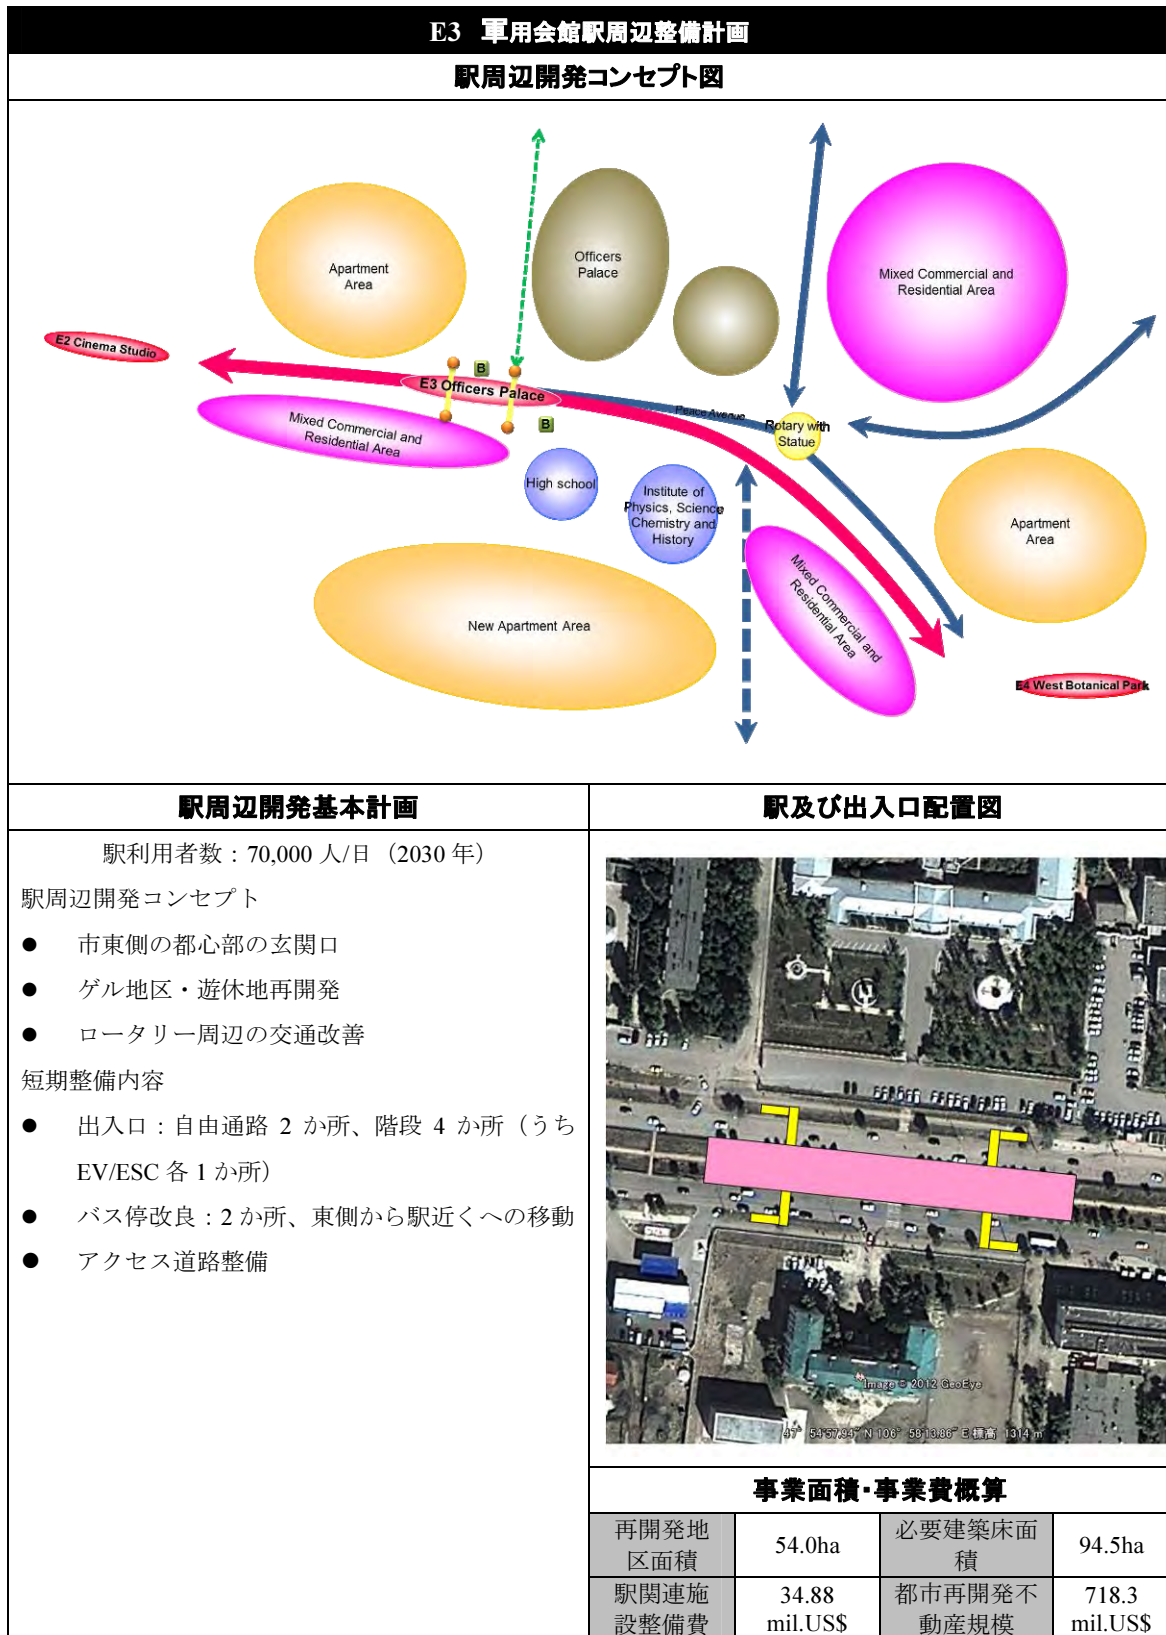 E3 軍用会館駅周辺整備計画
駅周辺開発コンセプト図
Apartment
Area
Officers
Palace
Mixed Commercial and
Residential Area
E2 Cinema Studio
B
E3 Officers Palace
Peace Avenue
B
Rotary with
Statue
Mixed Commercial and
Residential Area
High school
Institute of
Physics, Science
Chemistry and
History
Apartment
Area
Mixed Commercial and
Residential Area
New Apartment Area
E4 West Botanical Park
駅周辺開発基本計画
駅利用者数：70,000 人/日（2030 年）
駅周辺開発コンセプト
● 市東側の都心部の玄関口
● ゲル地区・遊休地再開発
● ロータリー周辺の交通改善
短期整備内容
● 出入口：自由通路 2 か所、階段 4 か所（うち
EV/ESC 各 1 か所）
● バス停改良：2 か所、東側から駅近くへの移動
● アクセス道路整備
駅及び出入口配置図
Image © 2012 GeoEye
47° 54'57.94" N 106° 58'13.86" E 標高 1314 m
事業面積・事業費概算
再開発地
区面積
54.0ha
必要建築床面
積
94.5ha
駅関連施
設整備費
34.88
mil.US$
都市再開発不
動産規模
718.3
mil.US$